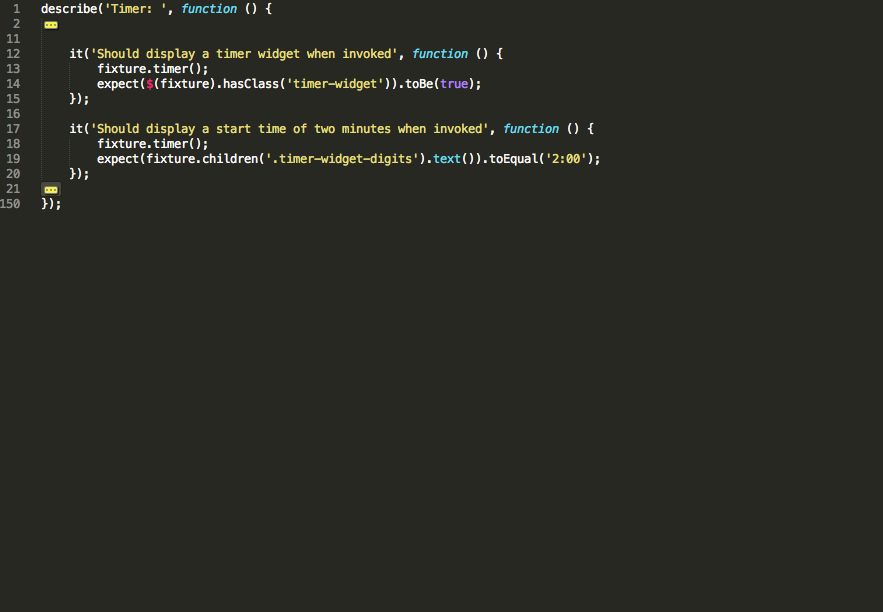 1 describe('Timer: ', function () {
2
11
12 it('Should display a timer widget when invoked', function () {
13 fixture.timer();
14 expect($(fixture).hasClass('timer-widget')).toBe(true);
15 });
16
17 it('Should display a start time of two minutes when invoked', function () {
18 fixture.timer();
19 expect(fixture.children('.timer-widget-digits').text()).toEqual('2:00');
20 });
21
150 });